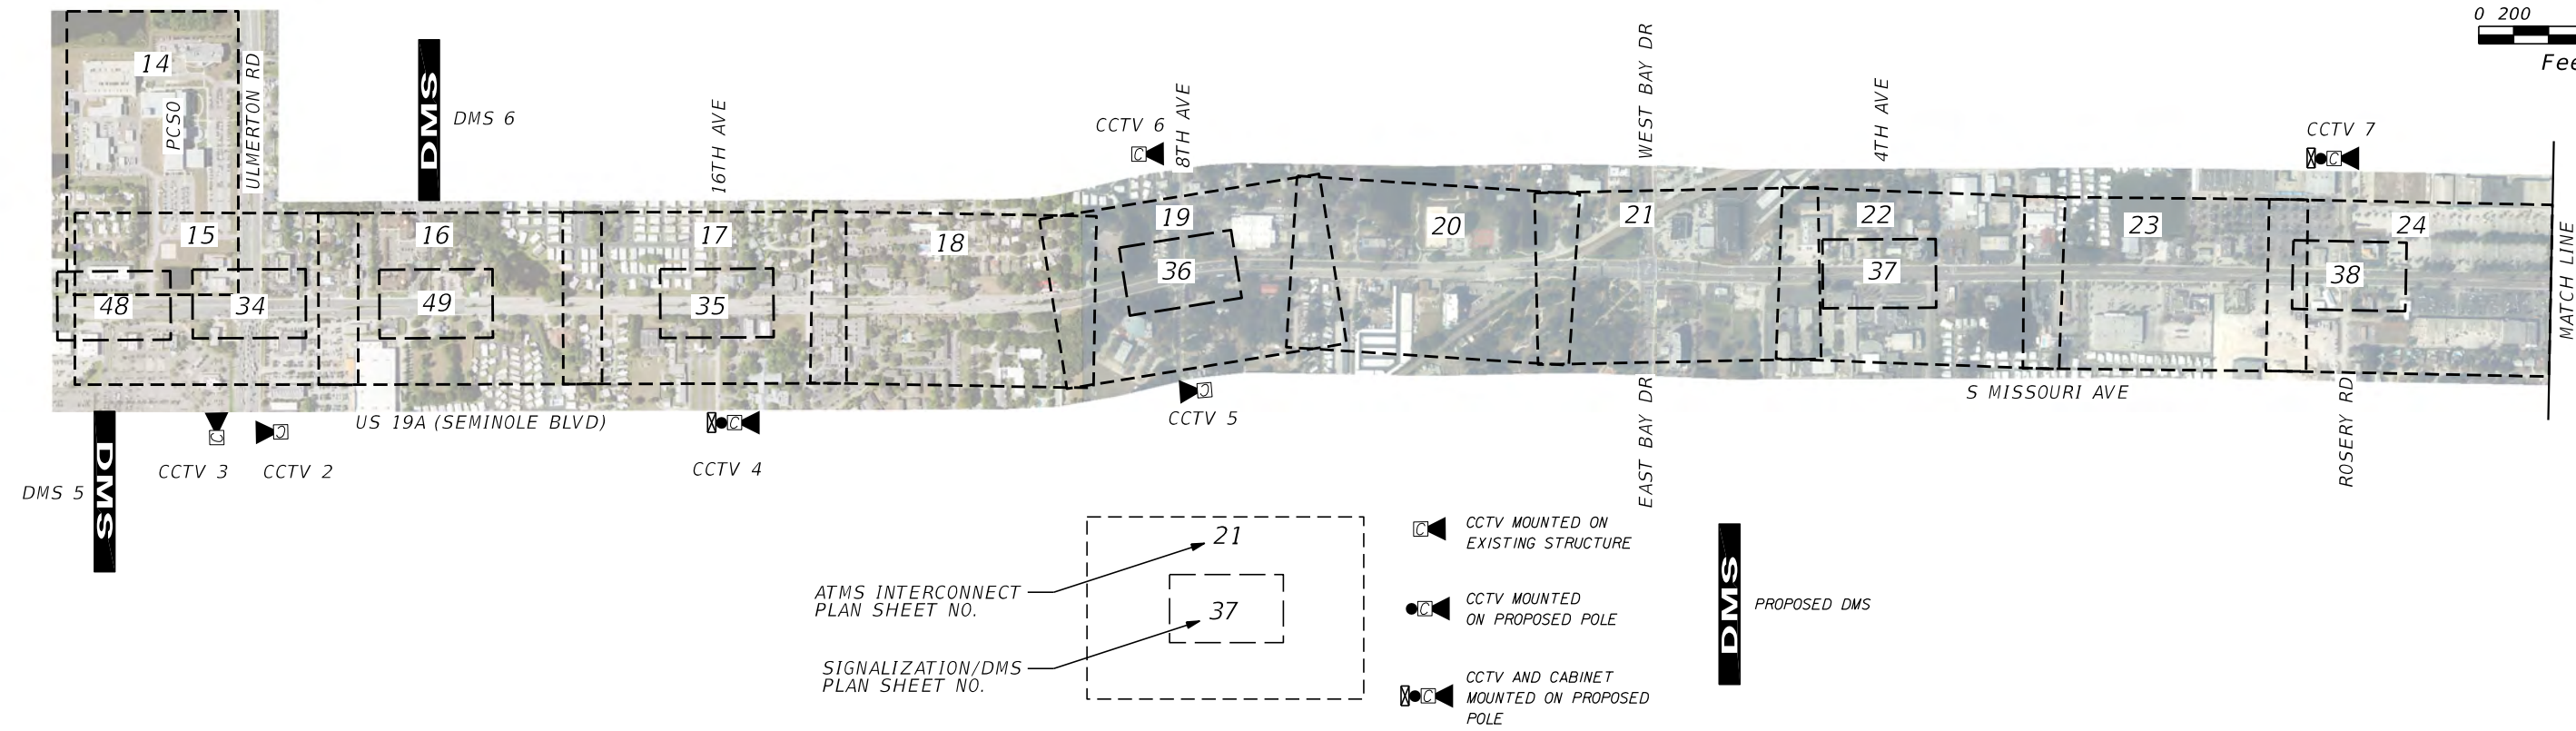 0 200
Fee
14
PCSO
ULMERTON RD
DMS
DMS 6
16TH AVE
CCTV 6
C
8TH AVE
WEST BAY DR
4TH AVE
CCTV 7
C
MATCH LINE
15
16
17
18
19
20
21
22
23
24
48
34
49
35
36
37
38
DMS 5
DMS
C
CCTV 3
C
CCTV 2
US 19A (SEMINOLE BLVD)
C
CCTV 4
C
CCTV 5
EAST BAY DR
S MISSOURI AVE
ROSERY RD
21
37
ATMS INTERCONNECT
PLAN SHEET NO.
SIGNALIZATION/DMS
PLAN SHEET NO.
C
CCTV MOUNTED ON
EXISTING STRUCTURE
C
CCTV MOUNTED
ON PROPOSED POLE
C
CCTV AND CABINET
MOUNTED ON PROPOSED
POLE
DMS
PROPOSED DMS